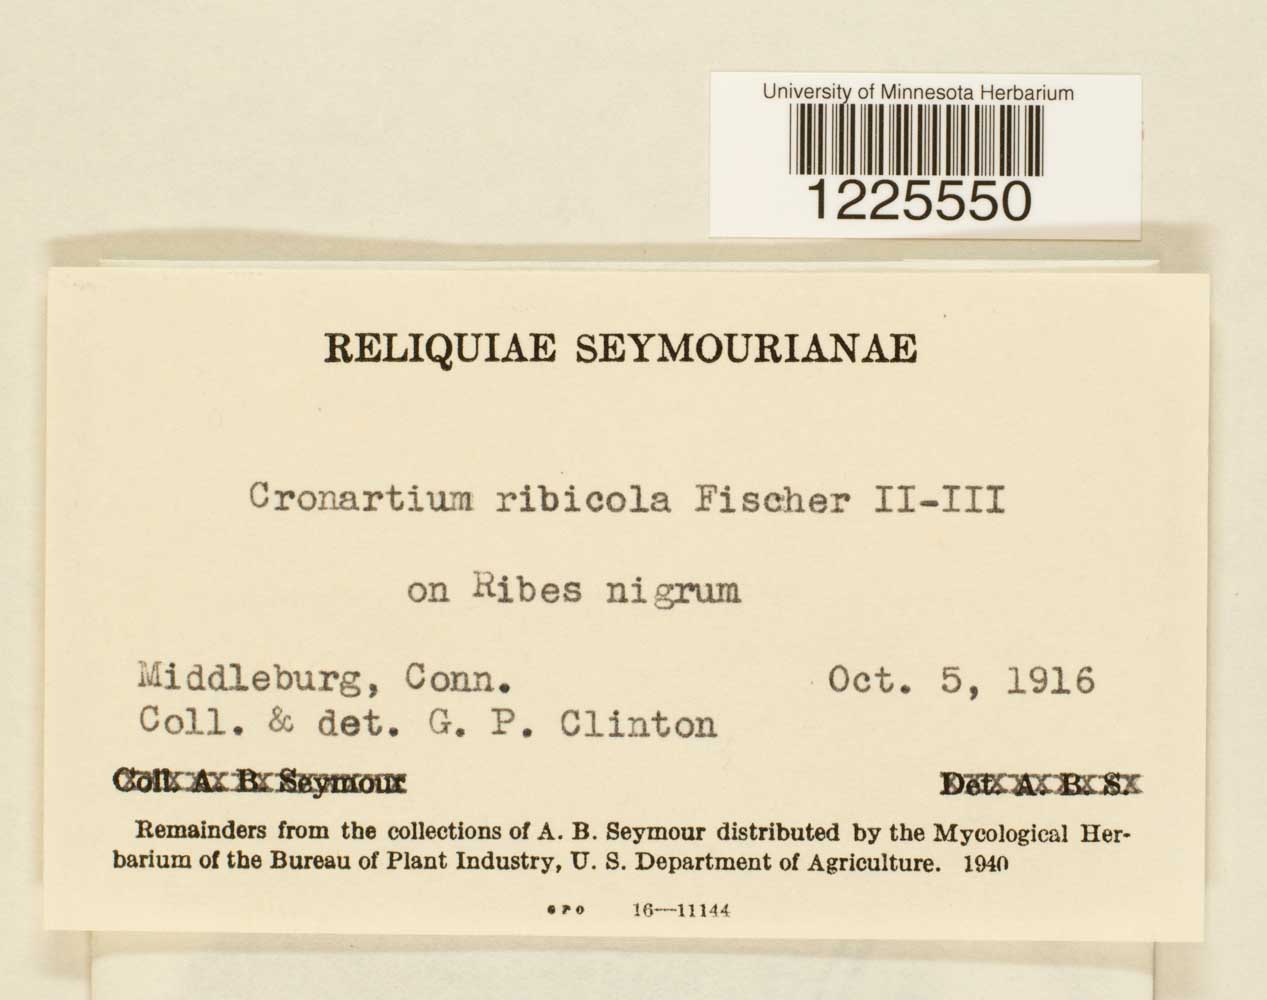 University of Minnesota Herbarium
1225550
RELIQUIAE SEYMOURIANAE
Cronartium ribicola Fischer II-III
on Ribes nigrum
Middleburg, Conn. Oct. 5, 1916
Coll. & det. G. P. Clinton
Coll. A. B. Seymour Det. A. B. S.
Remainders from the collections of A. B. Seymour distributed by the Mycological Her-
barium of the Bureau of Plant Industry, U. S. Department of Agriculture. 1940
GPO 16—11144